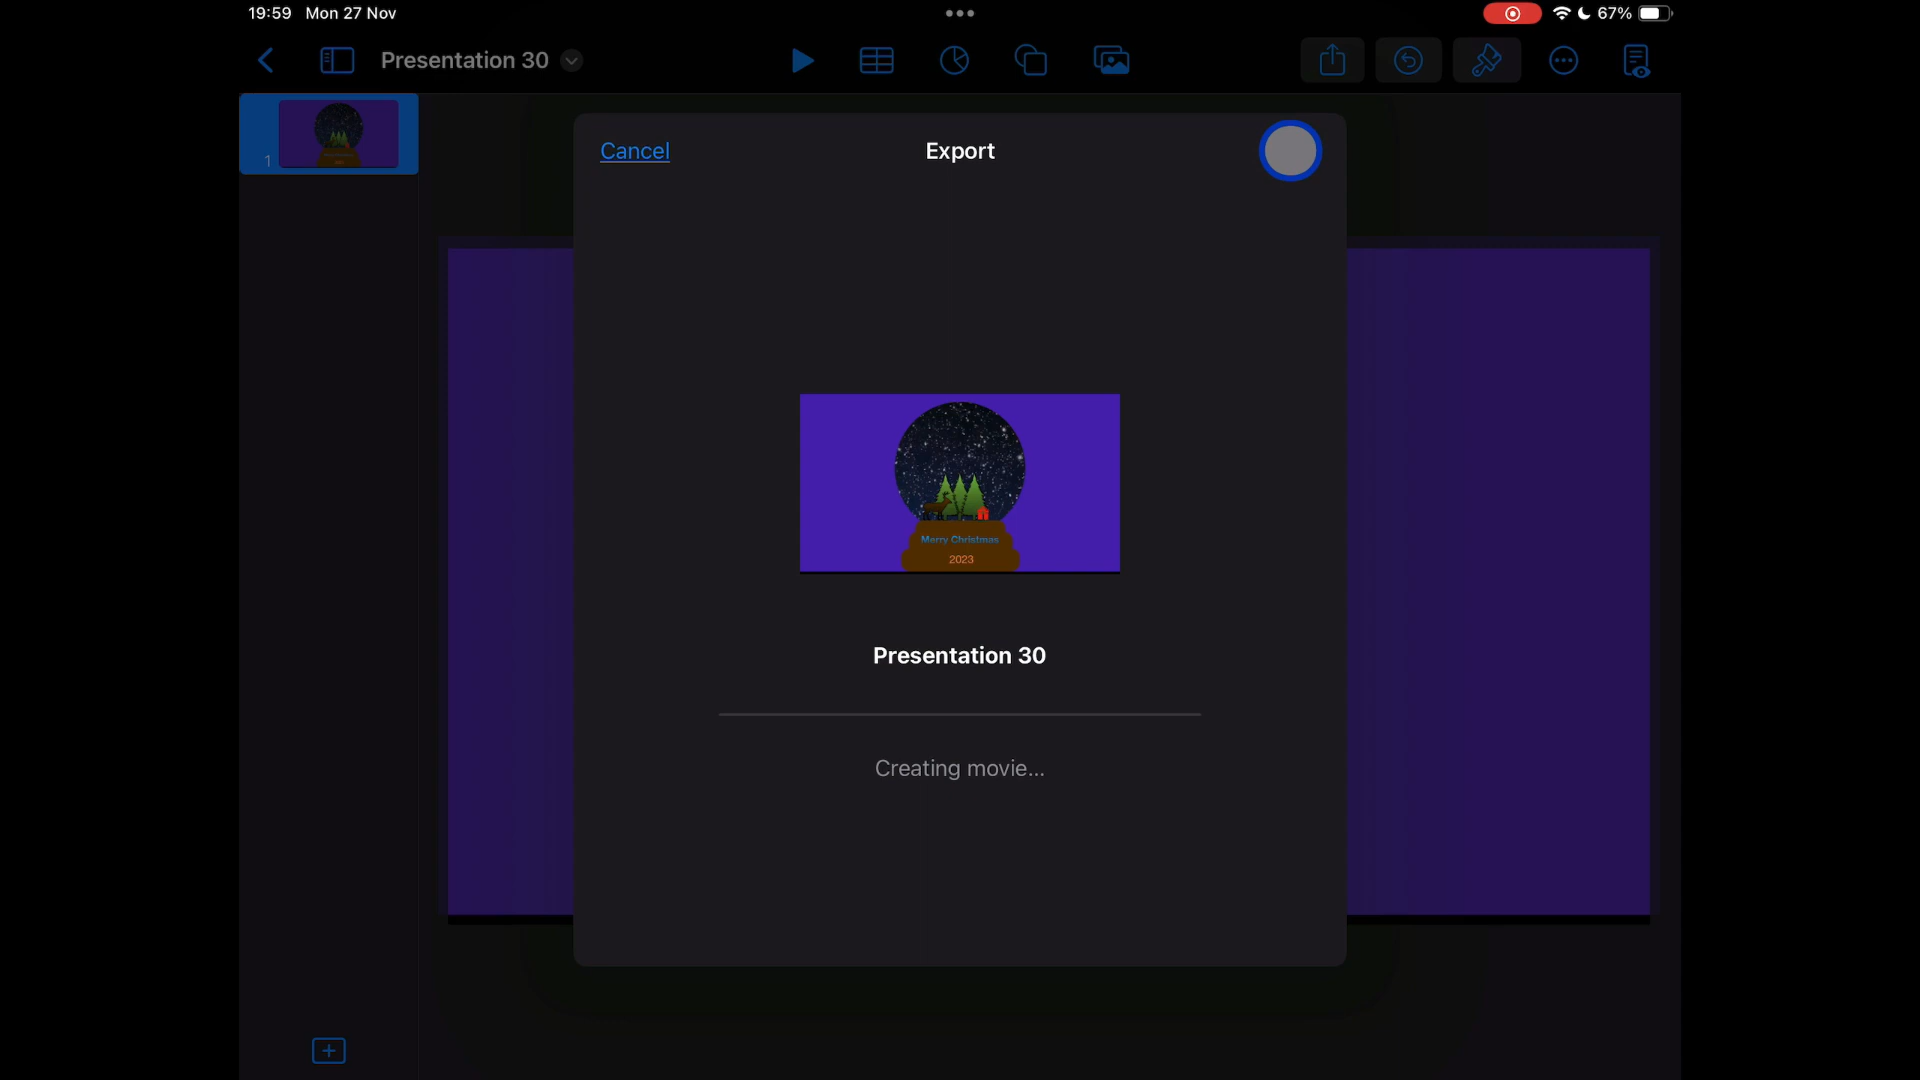 19:59 Mon 27 Nov
67%
Presentation 30
1
Cancel
Export
Merry Christmas
2023
Presentation 30
Creating movie...